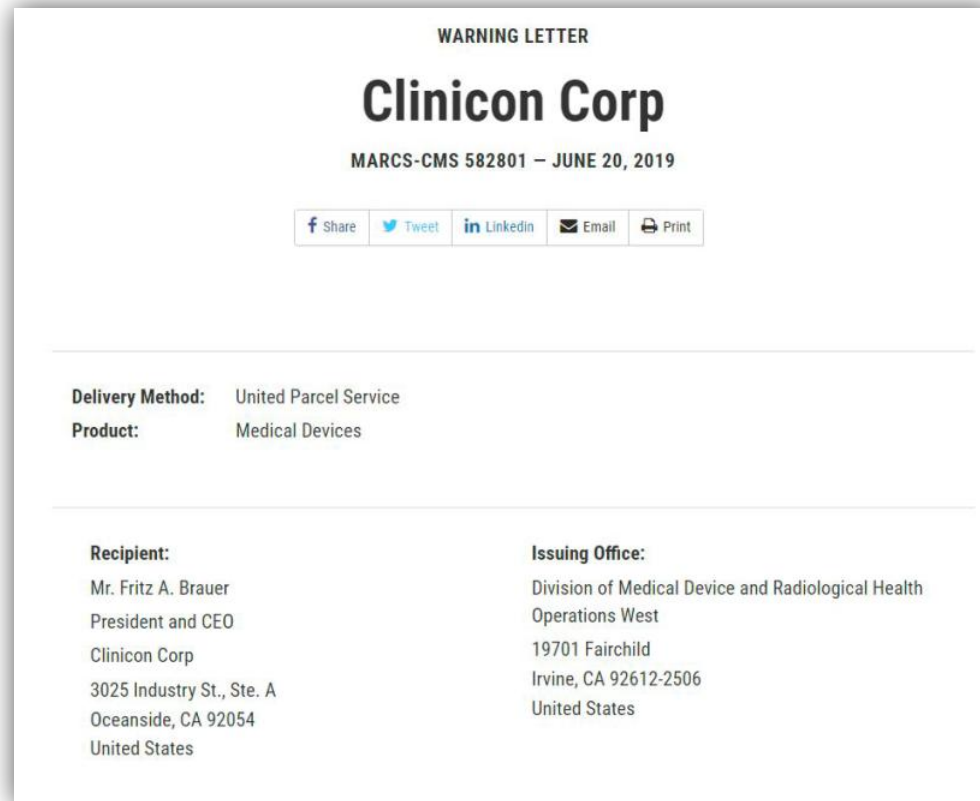 WARNING LETTER
Clinicon Corp
MARCS-CMS 582801 — JUNE 20, 2019
Share Tweet Linkedin Email Print
Delivery Method: United Parcel Service
Product: Medical Devices
Recipient:
Mr. Fritz A. Brauer
President and CEO
Clinicon Corp
3025 Industry St., Ste. A
Oceanside, CA 92054
United States
Issuing Office:
Division of Medical Device and Radiological Health
Operations West
19701 Fairchild
Irvine, CA 92612-2506
United States